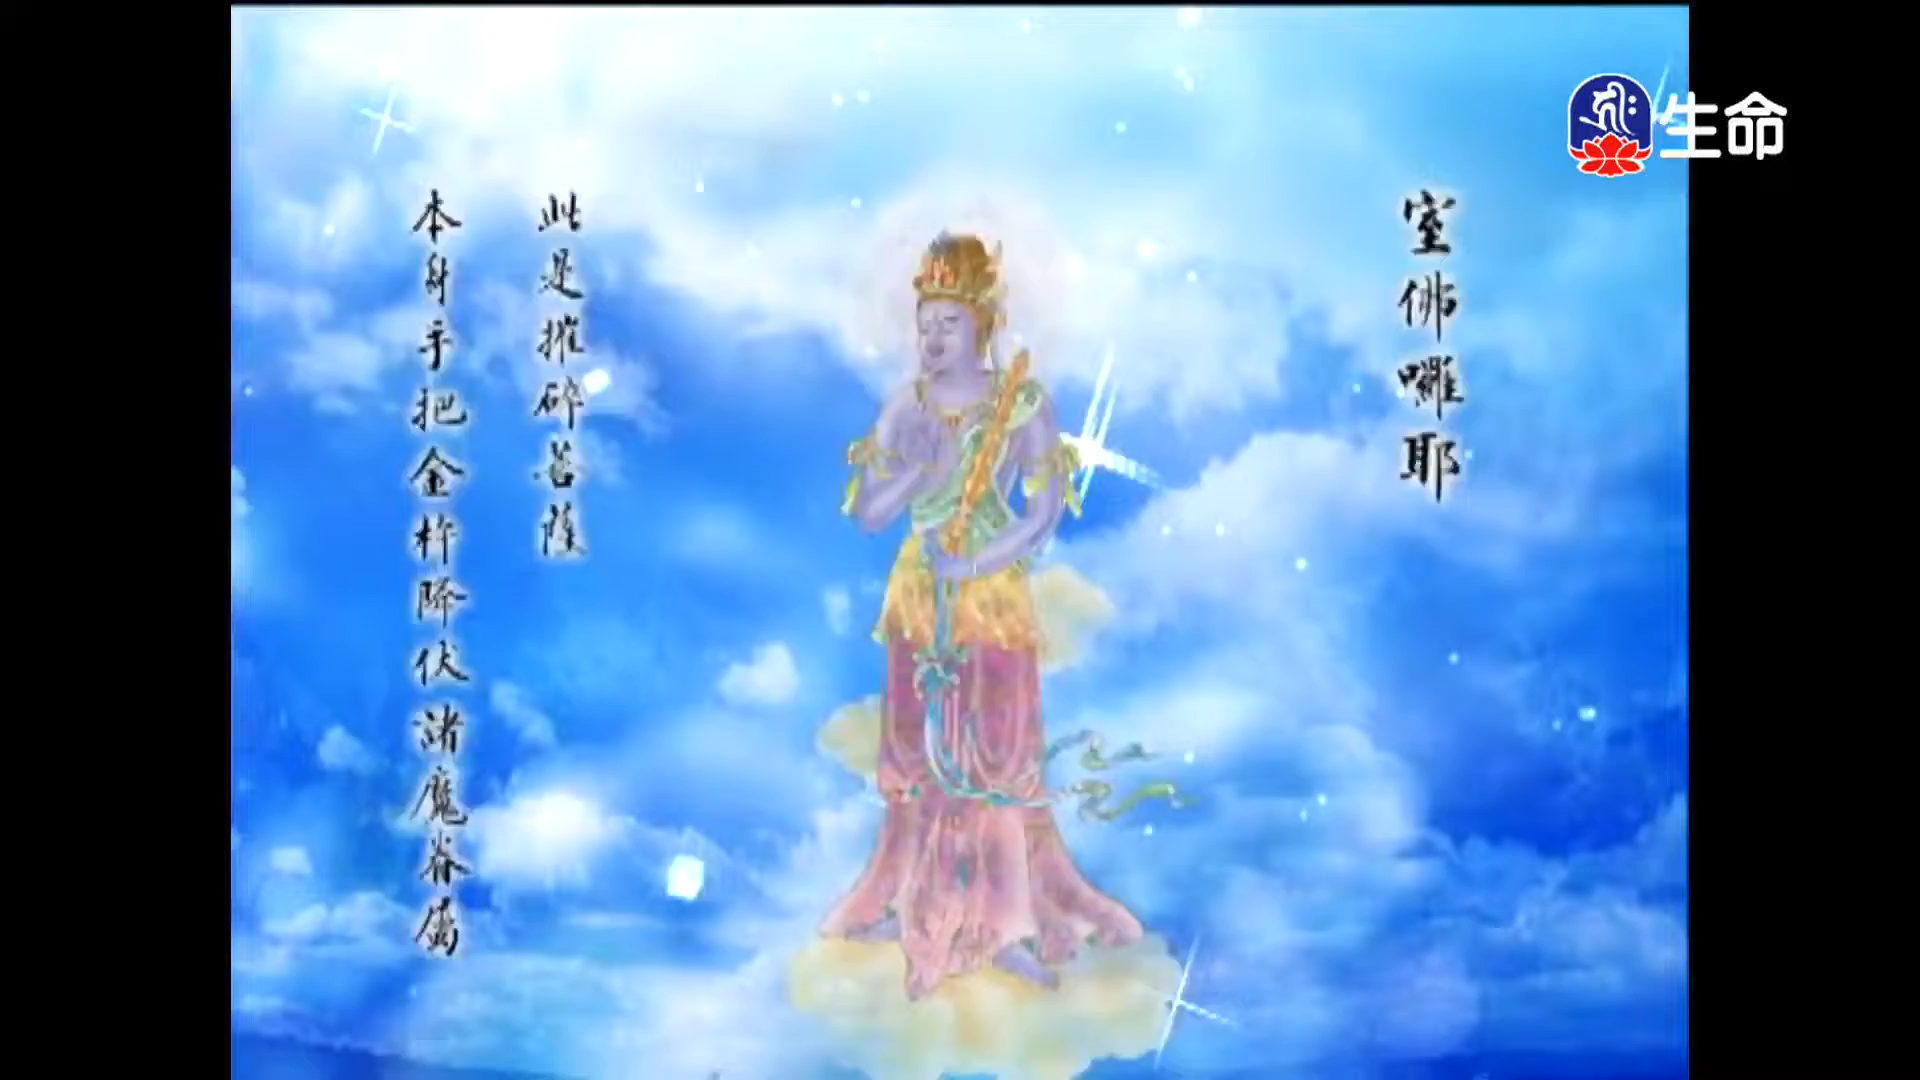 生命
室佛囉耶
此是摧碎菩薩
本身手把金杵降伏諸魔眷屬